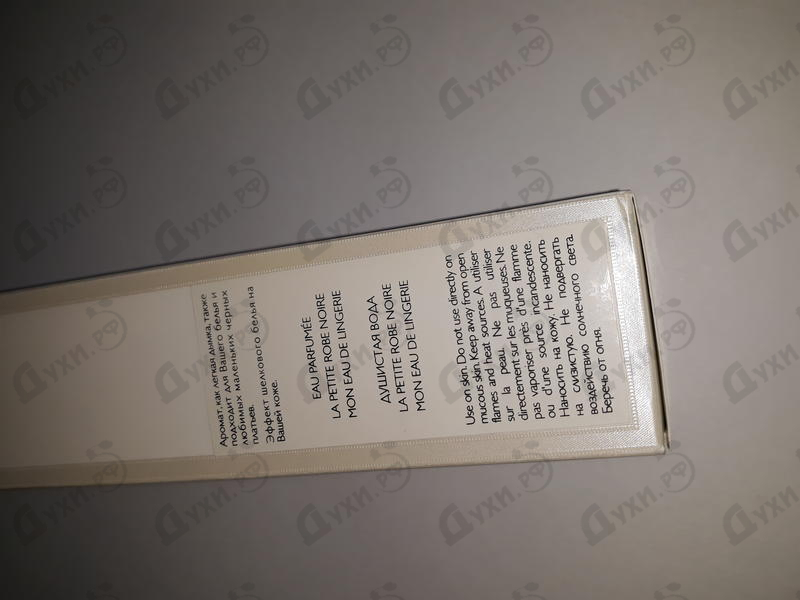 Аромат, как легкая дымка, также
подходит для Вашего белья и
любимых маленьких черных
платьев.
Эффект шелкового белья на
Вашей коже.
EAU PARFUMÉE
LA PETITE ROBE NOIRE
MON EAU DE LINGERIE
ДУШИСТАЯ ВОДА
LA PETITE ROBE NOIRE
MON EAU DE LINGERIE
Use on skin. Do not use directly on
mucous skin. Keep away from open
flames and heat sources. A utiliser
sur la peau. Ne pas utiliser
directement sur les muqueuses. Ne
pas vaporiser près d'une flamme
ou d'une source incandescente.
Наносить на кожу. Не наносить
на слизистую. Не подвергать
воздействию солнечного света.
Беречь от огня.
Духи.рф